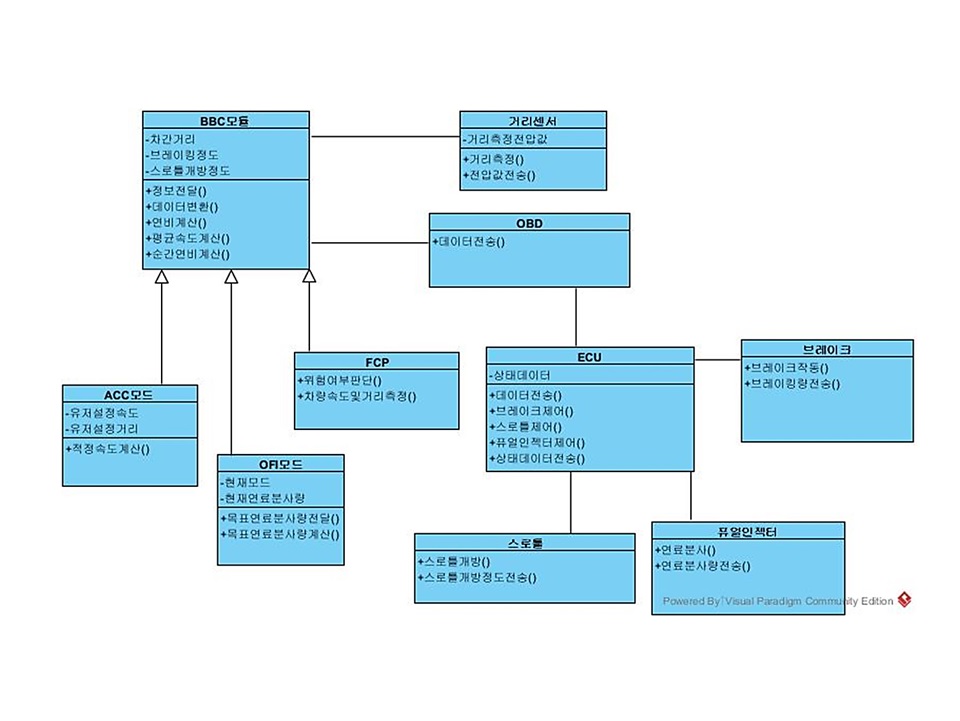 BBC모듈
-차간거리
-브레이킹정도
-스로틀개방정도
+정보전달()
+데이터변환()
+연비계산()
+평균속도계산()
+순간연비계산()
거리센서
-거리측정전압값
+거리측정()
+전압값전송()
OBD
+데이터전송()
FCP
+위험여부판단()
+차량속도및거리측정()
ECU
-상태데이터
+데이터전송()
+브레이크제어()
+스로틀제어()
+퓨얼인젝터제어()
+상태데이터전송()
브레이크
+브레이크작동()
+브레이킹량전송()
ACC모드
-유저설정속도
-유저설정거리
+적정속도계산()
OFI모드
-현재모드
-현재연료분사량
+목표연료분사량전달()
+목표연료분사량계산()
스로틀
+스로틀개방()
+스로틀개방정도전송()
퓨얼인젝터
+연료분사()
+연료분사량전송()
Powered By Visual Paradigm Community Edition